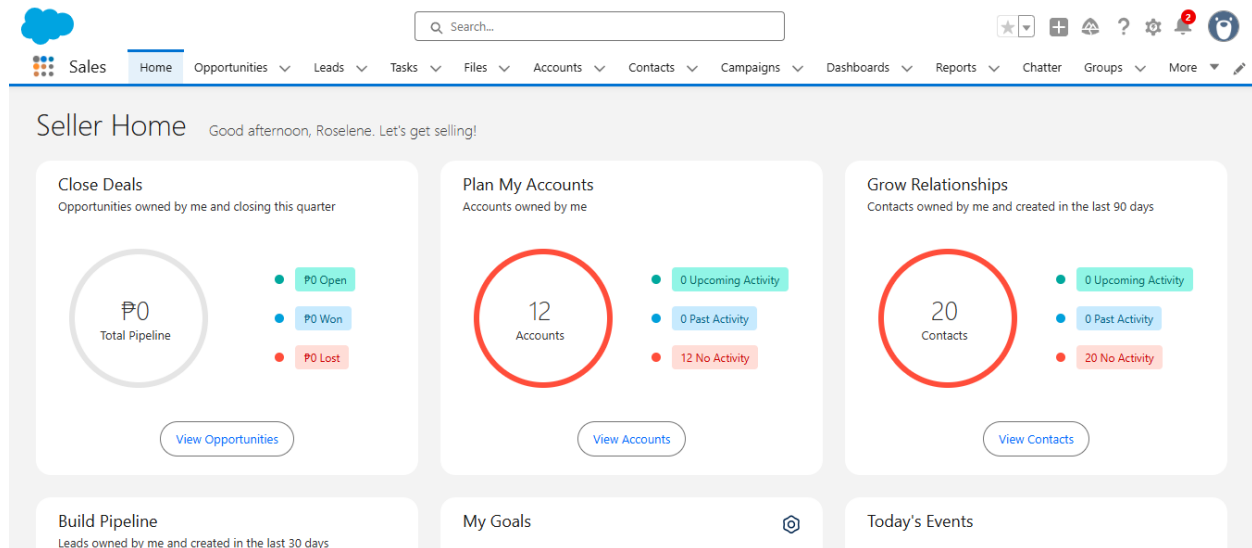 Search...
2
Sales Home Opportunities Leads Tasks Files Accounts Contacts Campaigns Dashboards Reports Chatter Groups More
Seller Home Good afternoon, Roselene. Let's get selling!
Close Deals
Opportunities owned by me and closing this quarter
₱0
Total Pipeline
₱0 Open
₱0 Won
₱0 Lost
View Opportunities
Plan My Accounts
Accounts owned by me
12
Accounts
0 Upcoming Activity
0 Past Activity
12 No Activity
View Accounts
Grow Relationships
Contacts owned by me and created in the last 90 days
20
Contacts
0 Upcoming Activity
0 Past Activity
20 No Activity
View Contacts
Build Pipeline
Leads owned by me and created in the last 30 days
My Goals
Today's Events